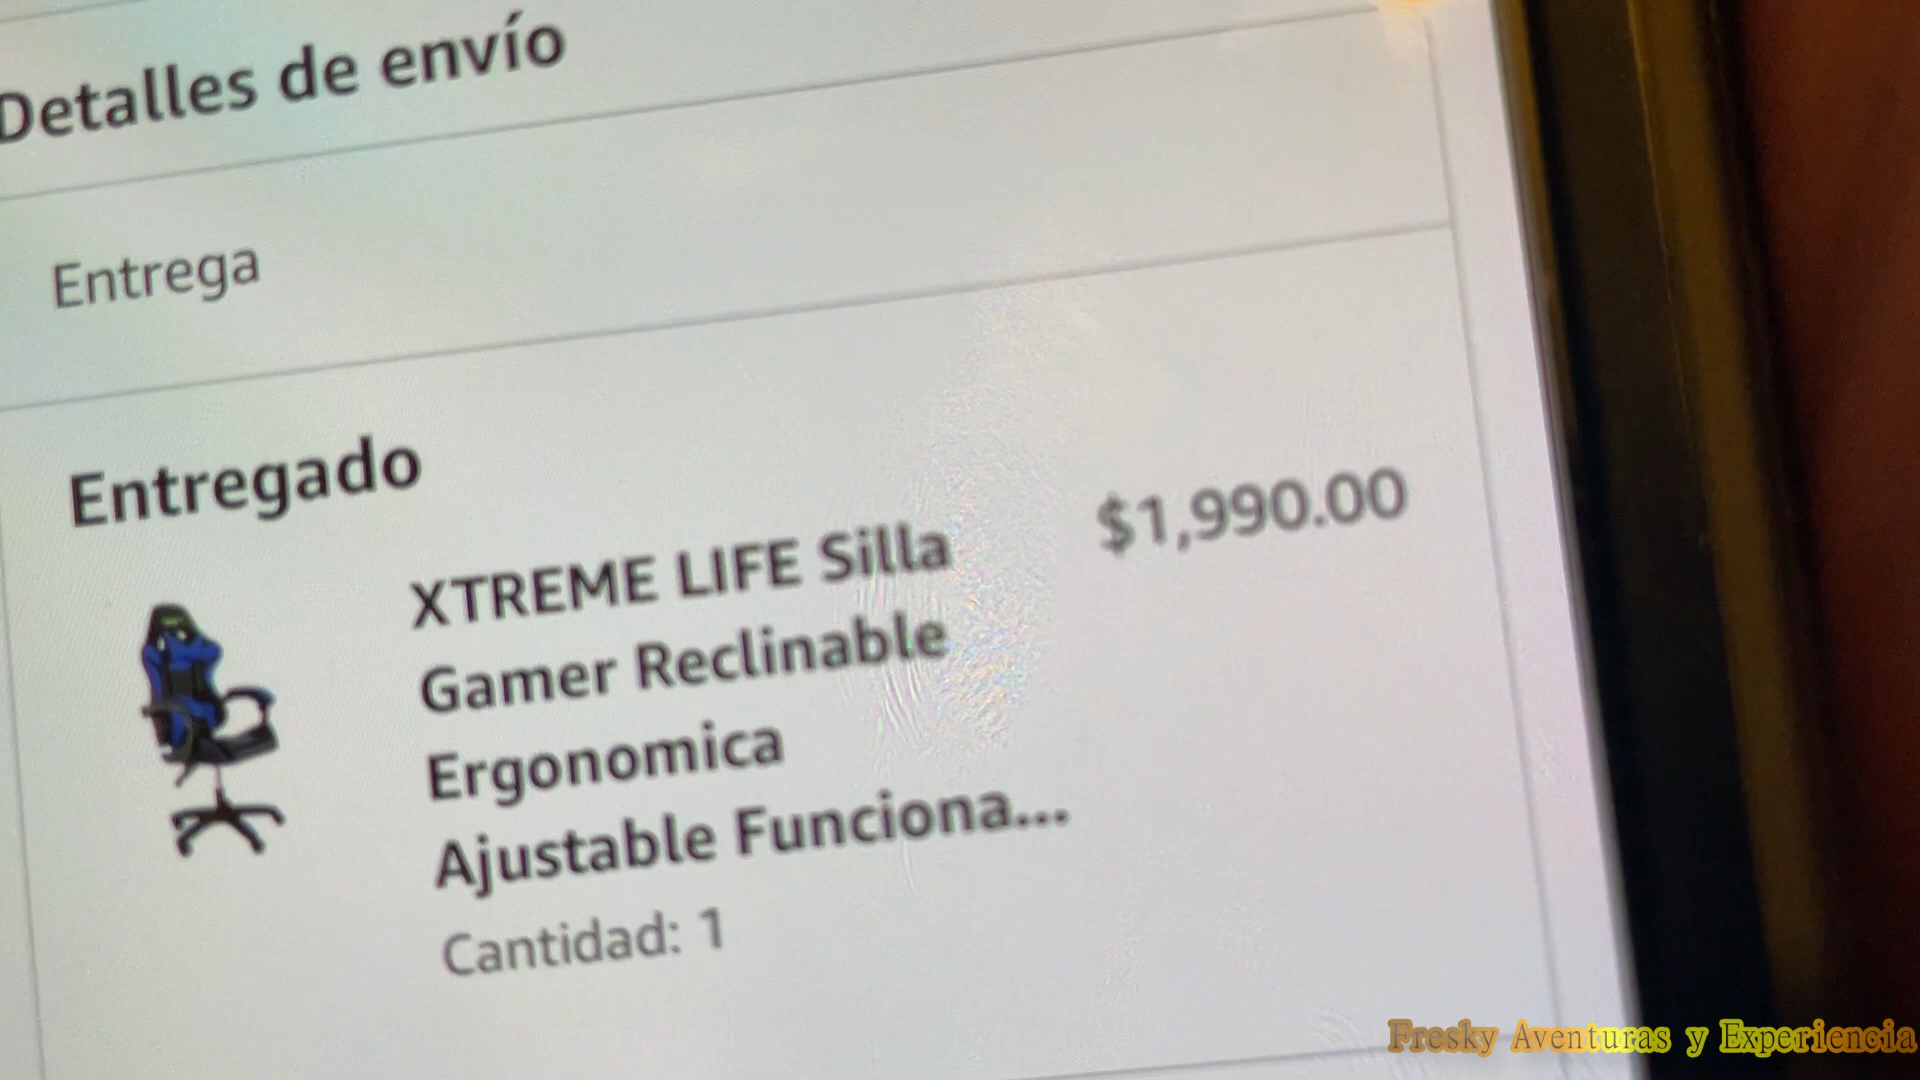 Detalles de envío
Entrega
Entregado
XTREME LIFE Silla
Gamer Reclinable
Ergonomica
Ajustable Funciona...
Cantidad: 1
$1,990.00
Fresky Aventuras y Experiencia